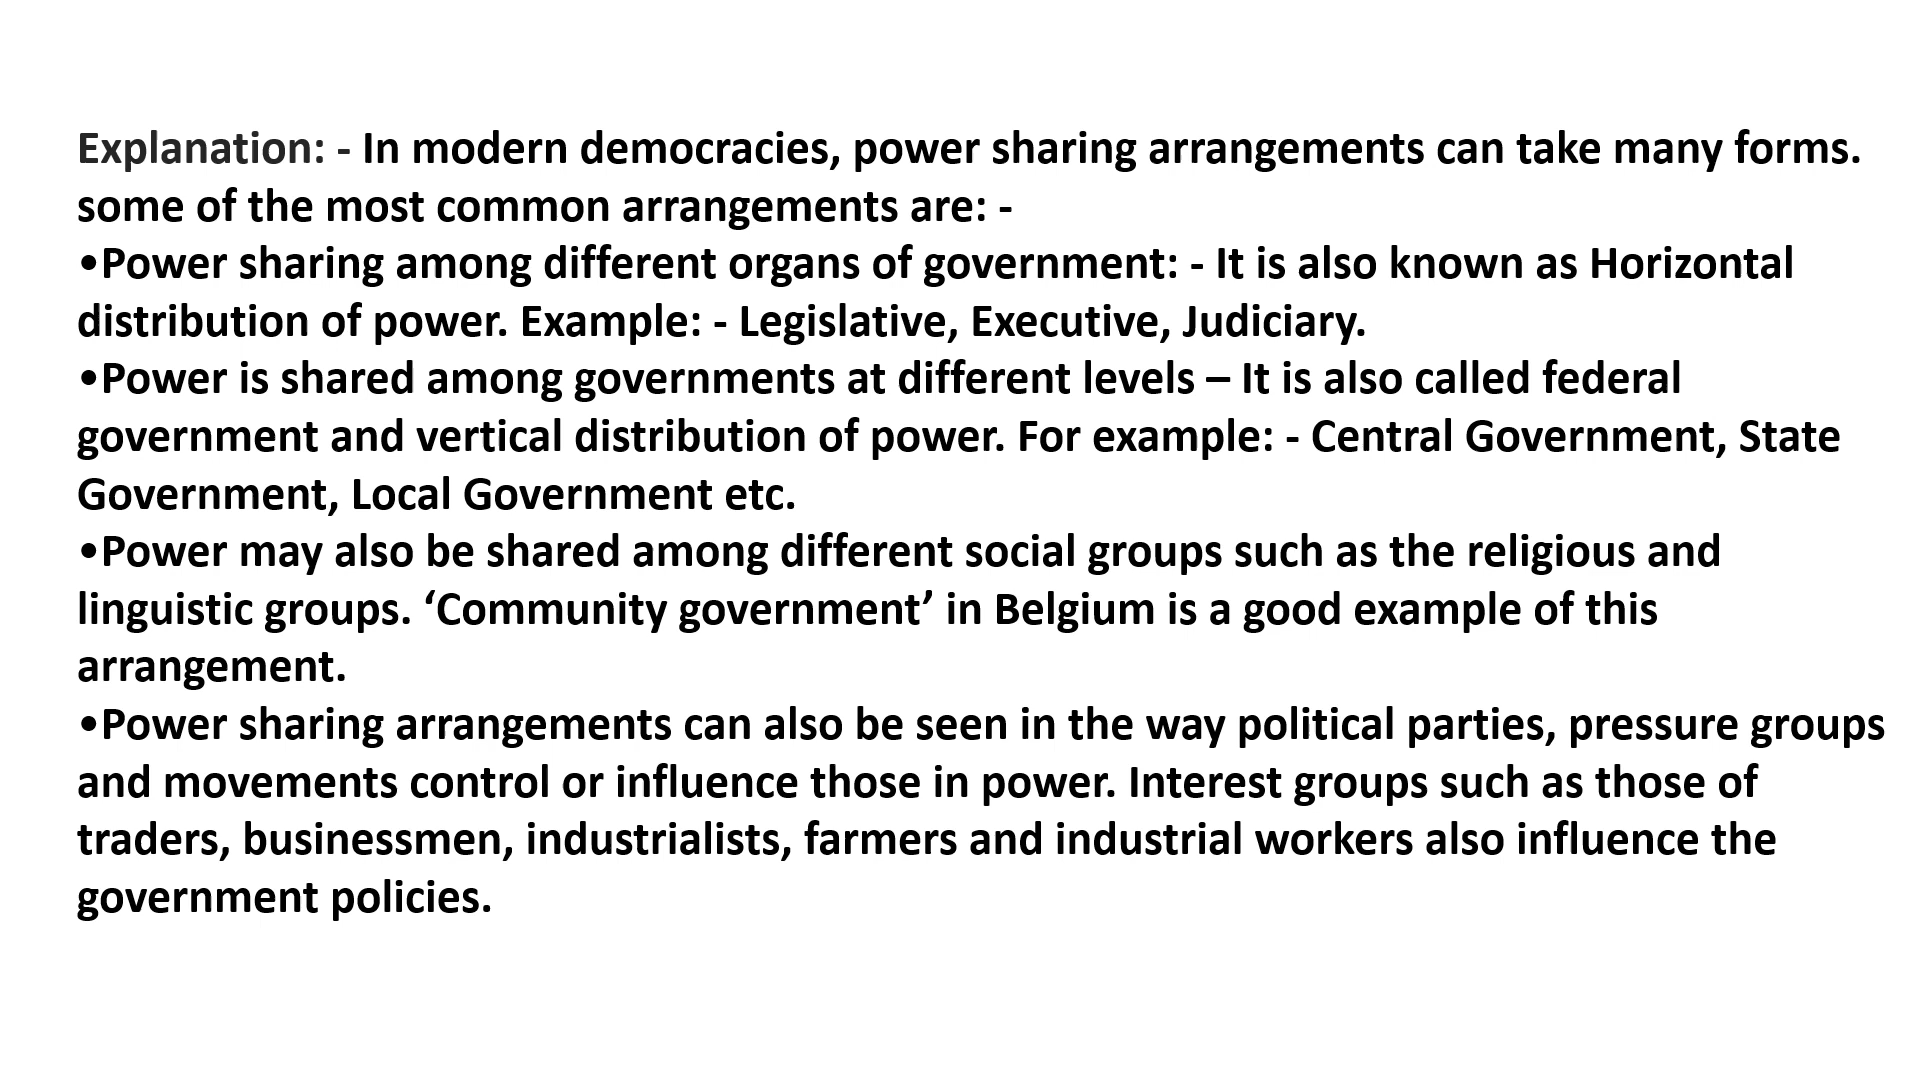 Explanation: - In modern democracies, power sharing arrangements can take many forms.
some of the most common arrangements are: -
•Power sharing among different organs of government: - It is also known as Horizontal
distribution of power. Example: - Legislative, Executive, Judiciary.
•Power is shared among governments at different levels – It is also called federal
government and vertical distribution of power. For example: - Central Government, State
Government, Local Government etc.
•Power may also be shared among different social groups such as the religious and
linguistic groups. ‘Community government’ in Belgium is a good example of this
arrangement.
•Power sharing arrangements can also be seen in the way political parties, pressure groups
and movements control or influence those in power. Interest groups such as those of
traders, businessmen, industrialists, farmers and industrial workers also influence the
government policies.